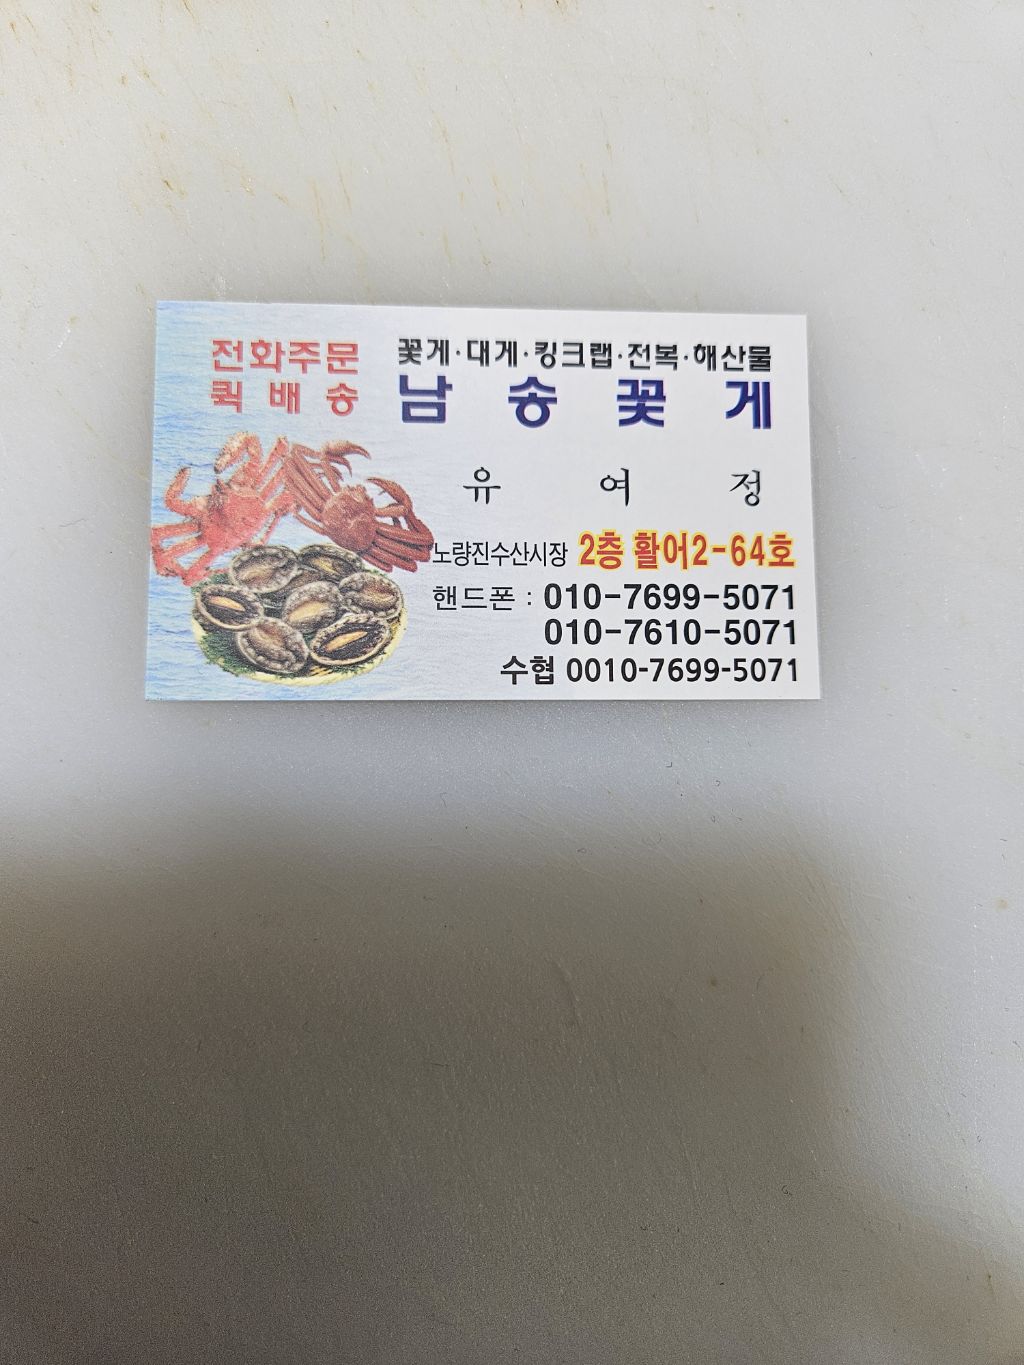 전화주문
퀵 배 송
꽃게·대게·킹크랩·전복·해산물
남 송 꽃 게
유 여 정
노량진수산시장 2층 활어2-64호
핸드폰 : 010-7699-5071
010-7610-5071
수협 0010-7699-5071